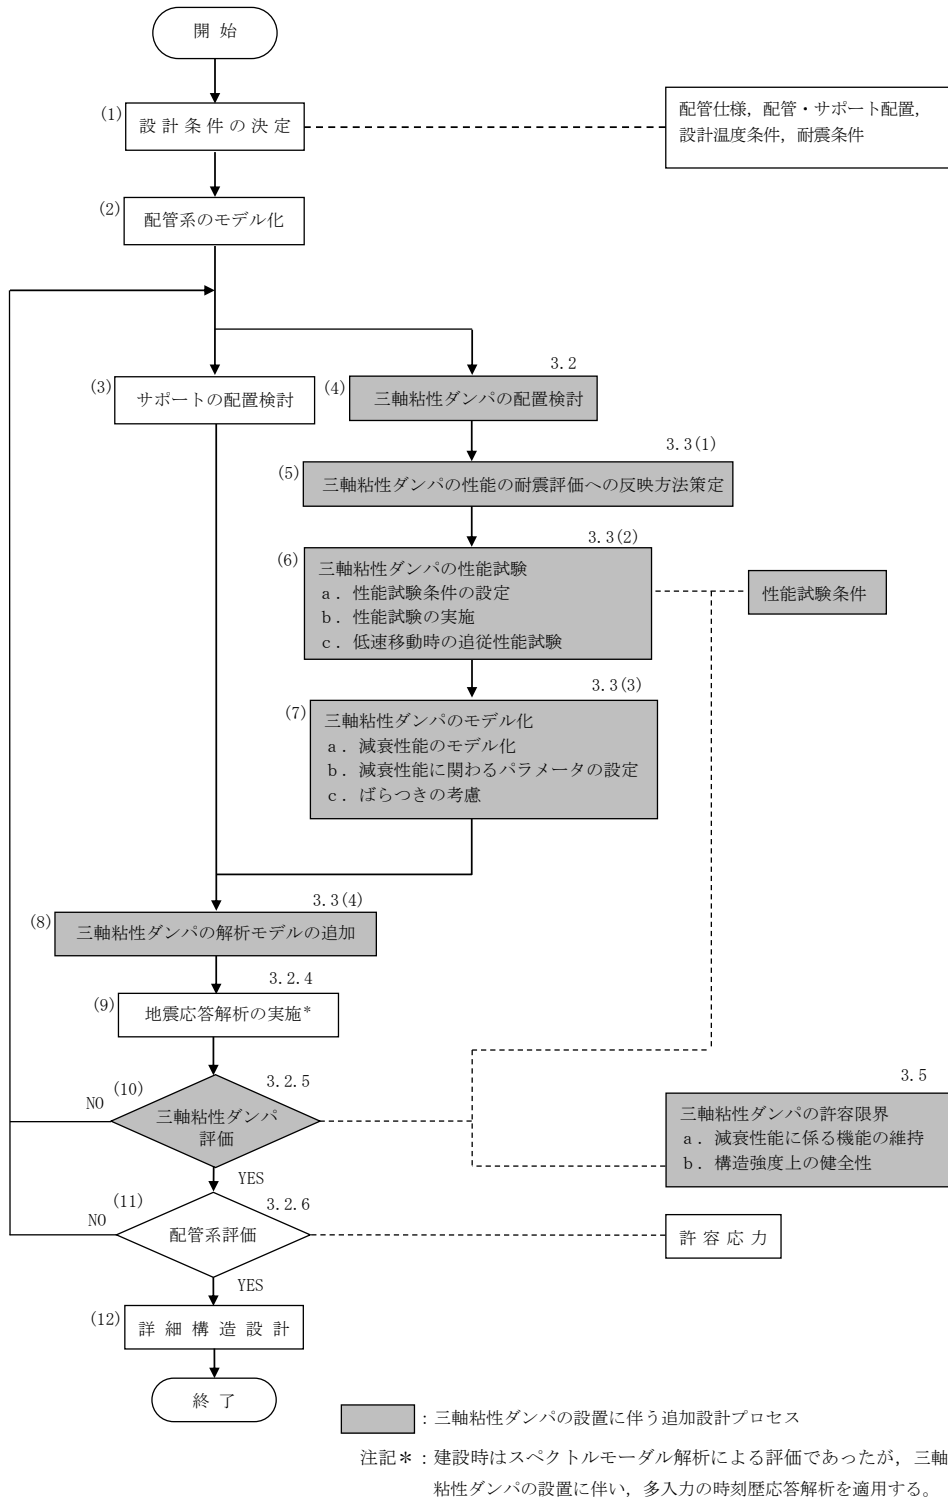 開 始
(1)
設 計 条 件 の 決 定
配管仕様，配管・サポート配置，
設計温度条件，耐震条件
(2)
配管系のモデル化
(3)
サポートの配置検討
3.2
(4)
三軸粘性ダンパの配置検討
3.3(1)
(5)
三軸粘性ダンパの性能の耐震評価への反映方法策定
3.3(2)
(6)
三軸粘性ダンパの性能試験
a．性能試験条件の設定
b．性能試験の実施
c．低速移動時の追従性能試験
性能試験条件
3.3(3)
(7)
三軸粘性ダンパのモデル化
a．減衰性能のモデル化
b．減衰性能に関わるパラメータの設定
c．ばらつきの考慮
3.3(4)
(8)
三軸粘性ダンパの解析モデルの追加
3.2.4
(9)
地震応答解析の実施*
3.2.5
(10)
NO
三軸粘性ダンパ
評価
YES
3.5
三軸粘性ダンパの許容限界
a．減衰性能に係る機能の維持
b．構造強度上の健全性
3.2.6
(11)
NO
配管系評価
YES
許 容 応 力
(12)
詳 細 構 造 設 計
終 了
：三軸粘性ダンパの設置に伴う追加設計プロセス
注記＊：建設時はスペクトルモーダル解析による評価であったが，三軸
粘性ダンパの設置に伴い，多入力の時刻歴応答解析を適用する。